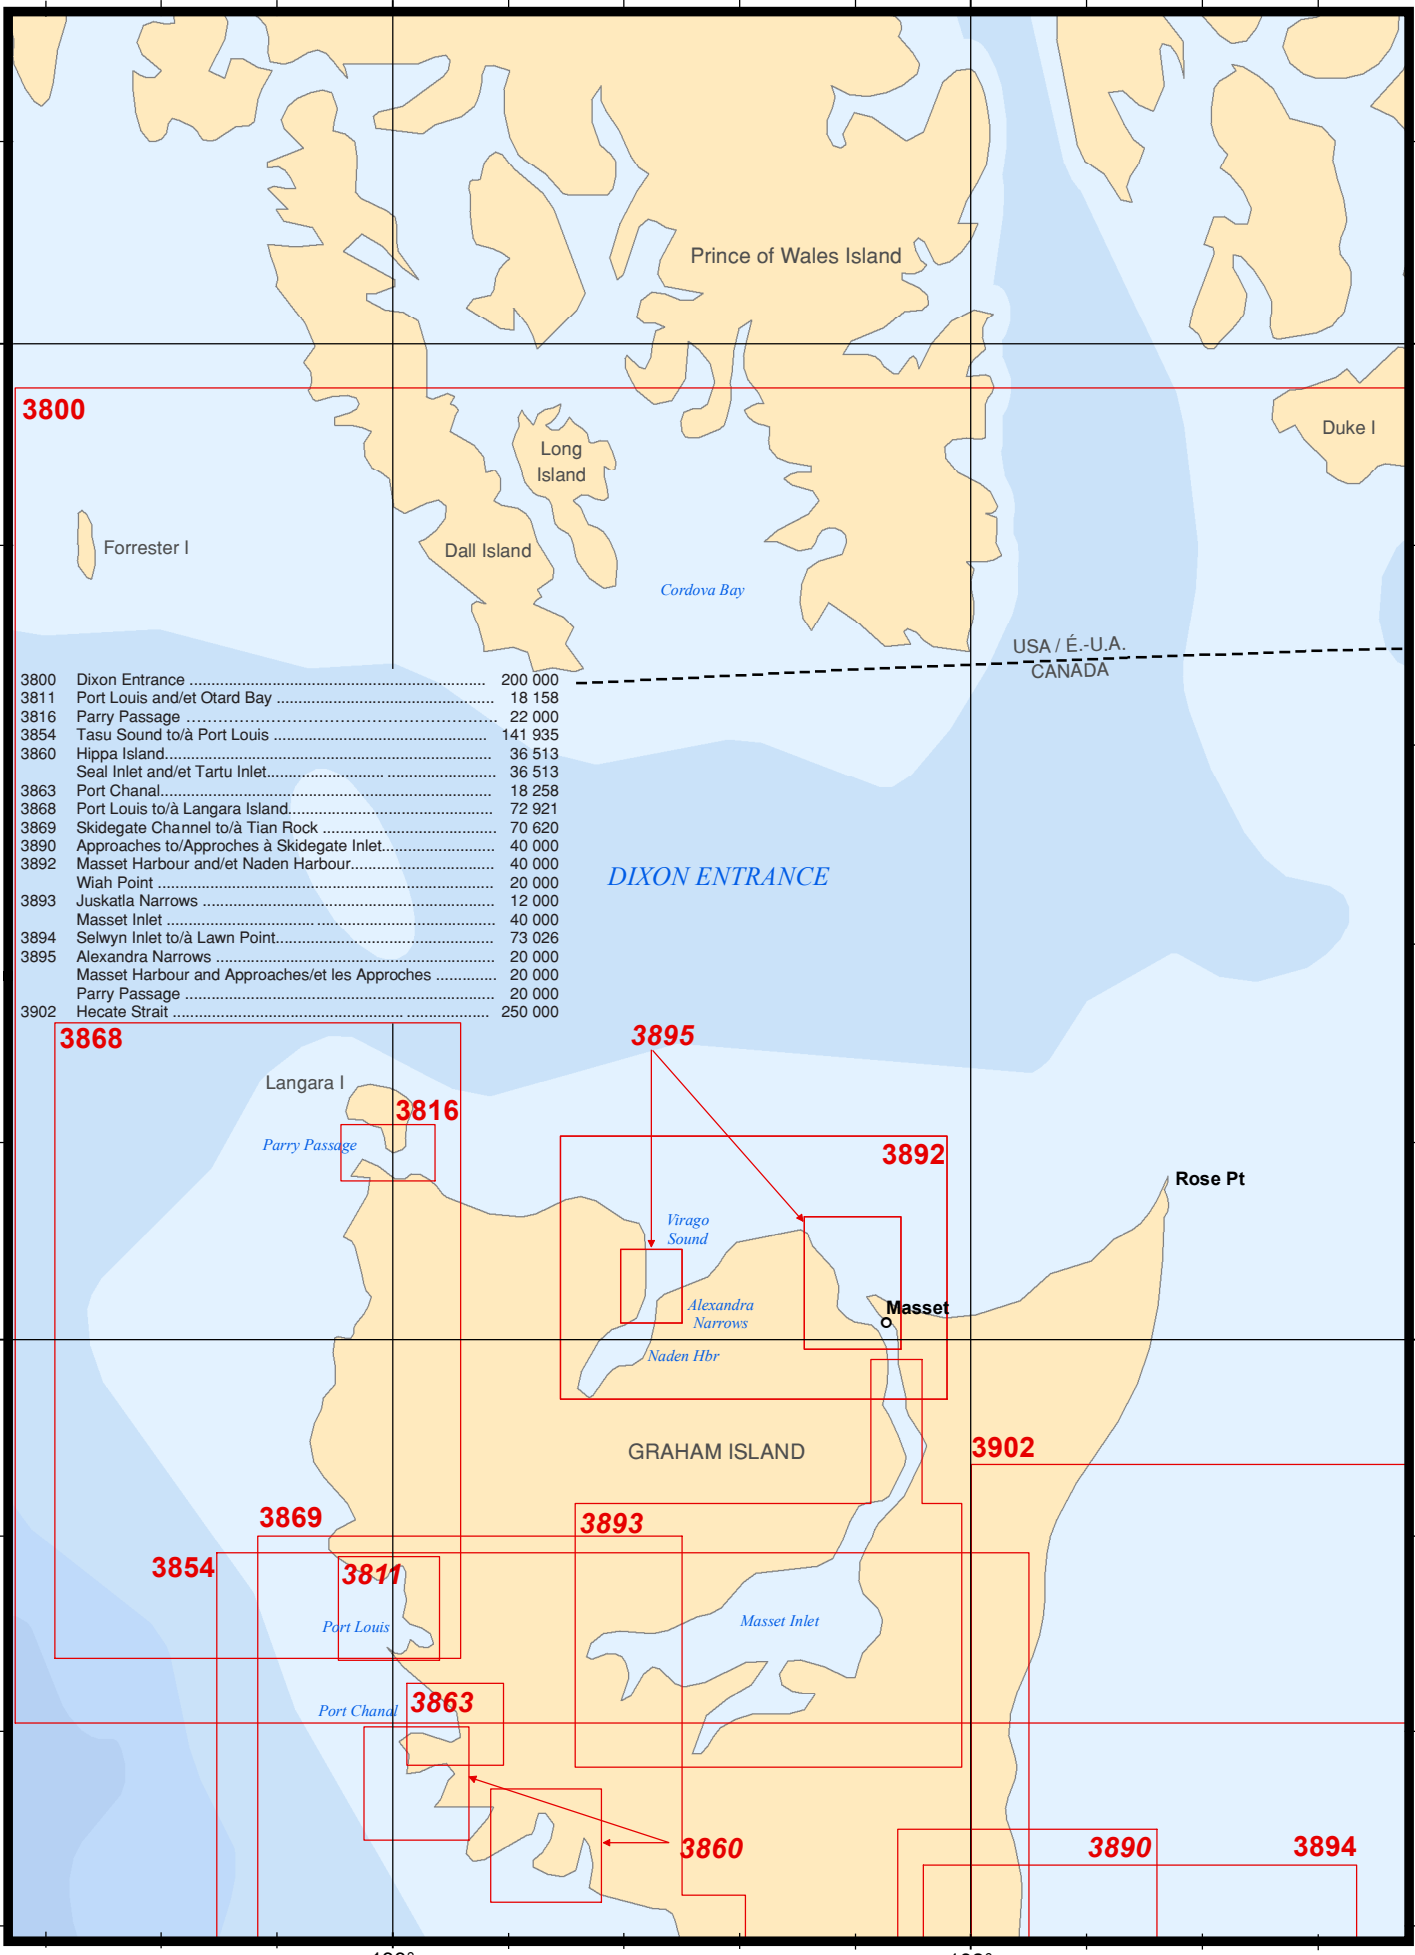 Prince of Wales Island
3800
Duke I
Long
Island
Forrester I
Dall Island
Cordova Bay
USA / É.-U.A.
CANADA
3800 Dixon Entrance ........ 200 000
3811 Port Louis and/et Otard Bay ........ 18 158
3816 Parry Passage ........ 22 000
3854 Tasu Sound to/à Port Louis ........ 141 935
3860 Hippa Island ........ 36 513
Seal Inlet and/et Tartu Inlet ........ 36 513
3863 Port Chanal ........ 18 258
3868 Port Louis to/à Langara Island ........ 72 921
3869 Skidegate Channel to/à Tian Rock ........ 70 620
3890 Approaches to/Approches à Skidegate Inlet ........ 40 000
3892 Masset Harbour and/et Naden Harbour ........ 40 000
Wiah Point ........ 20 000
3893 Juskatla Narrows ........ 12 000
Masset Inlet ........ 40 000
3894 Selwyn Inlet to/à Lawn Point ........ 73 026
3895 Alexandra Narrows ........ 20 000
Masset Harbour and Approaches/et les Approches ........ 20 000
Parry Passage ........ 20 000
3902 Hecate Strait ........ 250 000
DIXON ENTRANCE
3868
3895
Langara I
3816
Parry Passage
3892
Rose Pt
Virago
Sound
Alexandra
Narrows
Masset
Naden Hbr
GRAHAM ISLAND
3902
3869
3893
3854
3811
Port Louis
Masset Inlet
3863
Port Chanal
3860
3890
3894